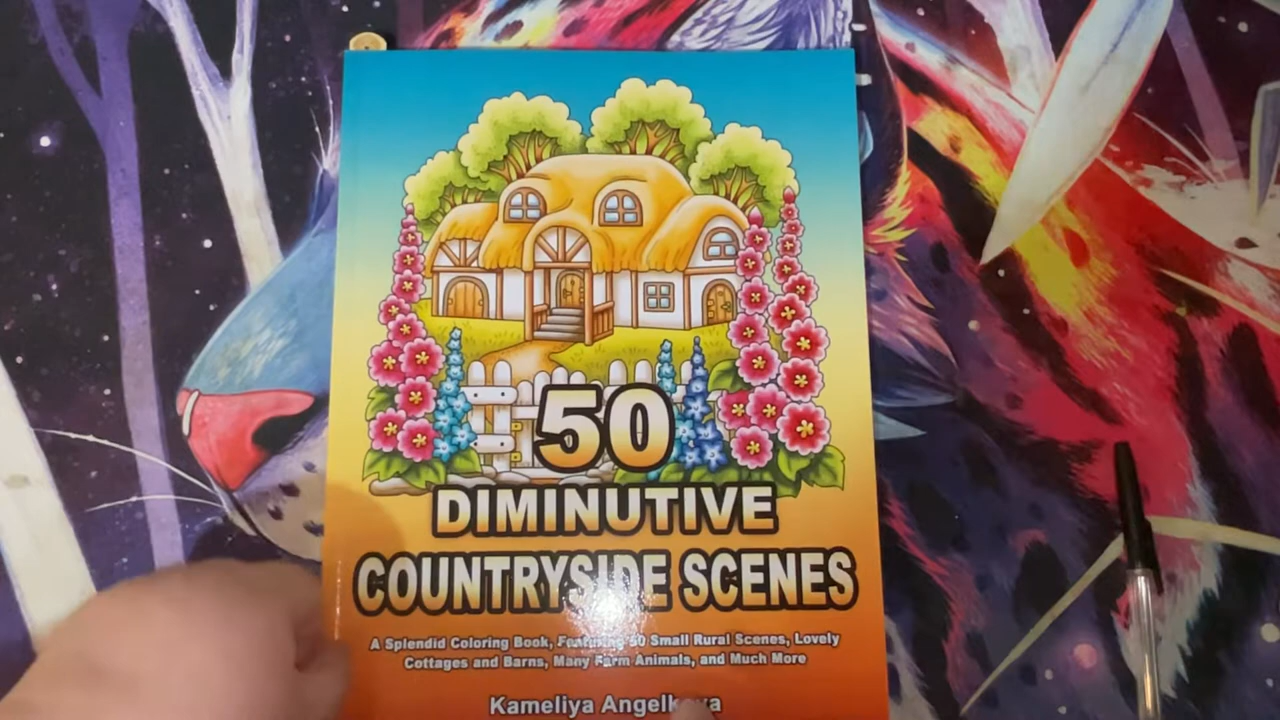 50
DIMINUTIVE
COUNTRYSIDE SCENES
A Splendid Coloring Book, Featuring 50 Small Rural Scenes, Lovely
Cottages and Barns, Many Farm Animals, and Much More
Kameliya